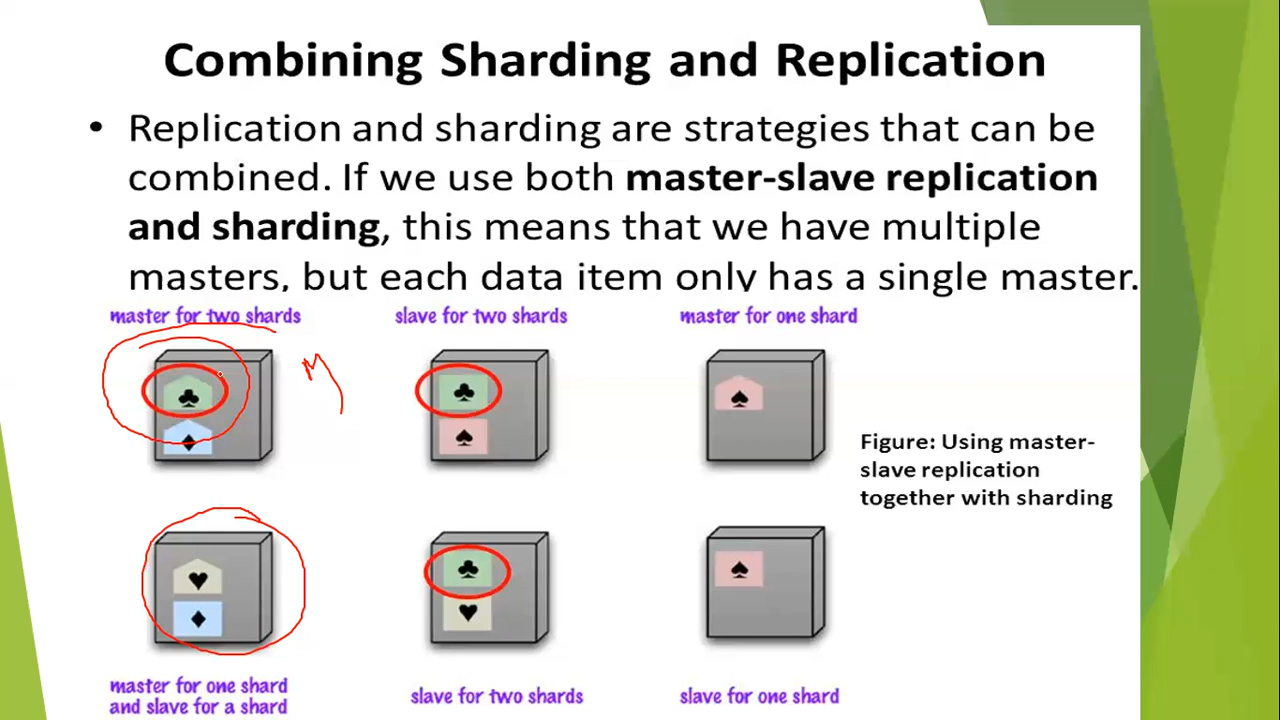 Combining Sharding and Replication
• Replication and sharding are strategies that can be
combined. If we use both master-slave replication
and sharding, this means that we have multiple
masters, but each data item only has a single master.
master for two shards
slave for two shards
master for one shard
M
Figure: Using master-
slave replication
together with sharding
master for one shard
and slave for a shard
slave for two shards
slave for one shard